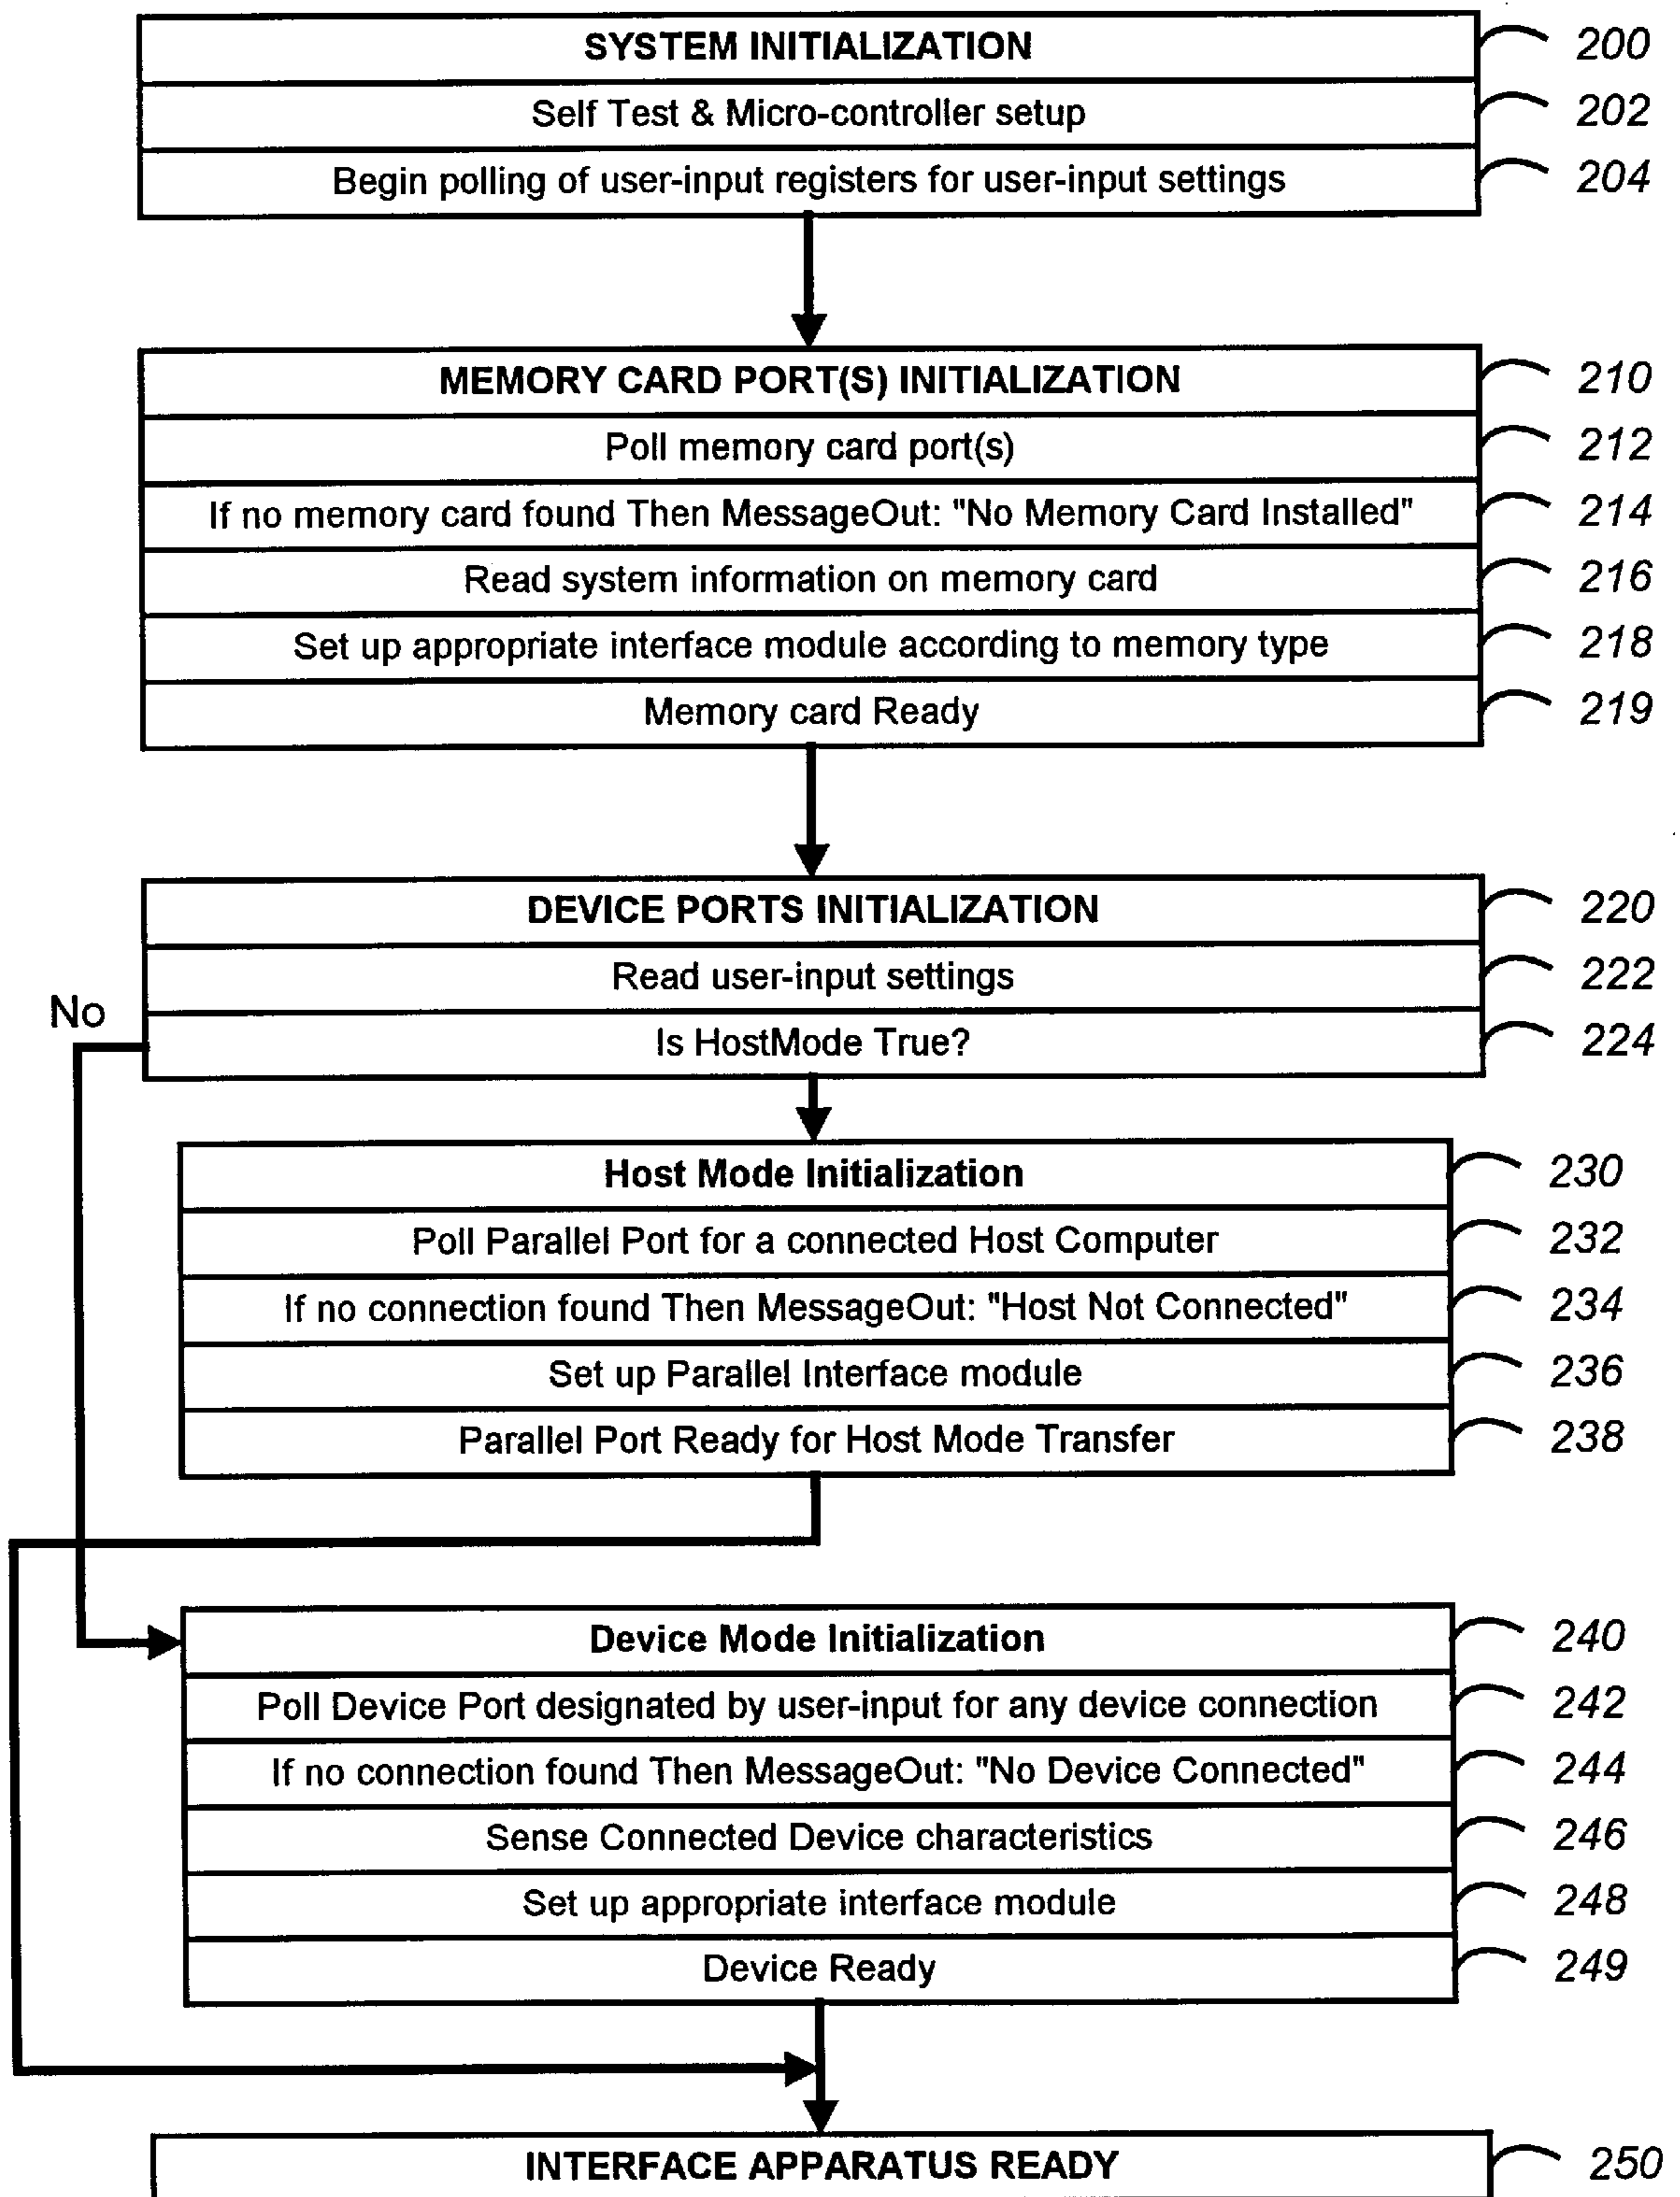 SYSTEM INITIALIZATION 200
Self Test & Micro-controller setup 202
Begin polling of user-input registers for user-input settings 204
MEMORY CARD PORT(S) INITIALIZATION 210
Poll memory card port(s) 212
If no memory card found Then MessageOut: "No Memory Card Installed" 214
Read system information on memory card 216
Set up appropriate interface module according to memory type 218
Memory card Ready 219
DEVICE PORTS INITIALIZATION 220
Read user-input settings 222
No
Is HostMode True? 224
Host Mode Initialization 230
Poll Parallel Port for a connected Host Computer 232
If no connection found Then MessageOut: "Host Not Connected" 234
Set up Parallel Interface module 236
Parallel Port Ready for Host Mode Transfer 238
Device Mode Initialization 240
Poll Device Port designated by user-input for any device connection 242
If no connection found Then MessageOut: "No Device Connected" 244
Sense Connected Device characteristics 246
Set up appropriate interface module 248
Device Ready 249
INTERFACE APPARATUS READY 250